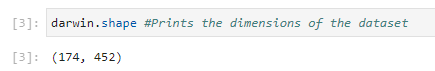 [3]: darwin.shape #Prints the dimensions of the dataset
[3]: (174, 452)